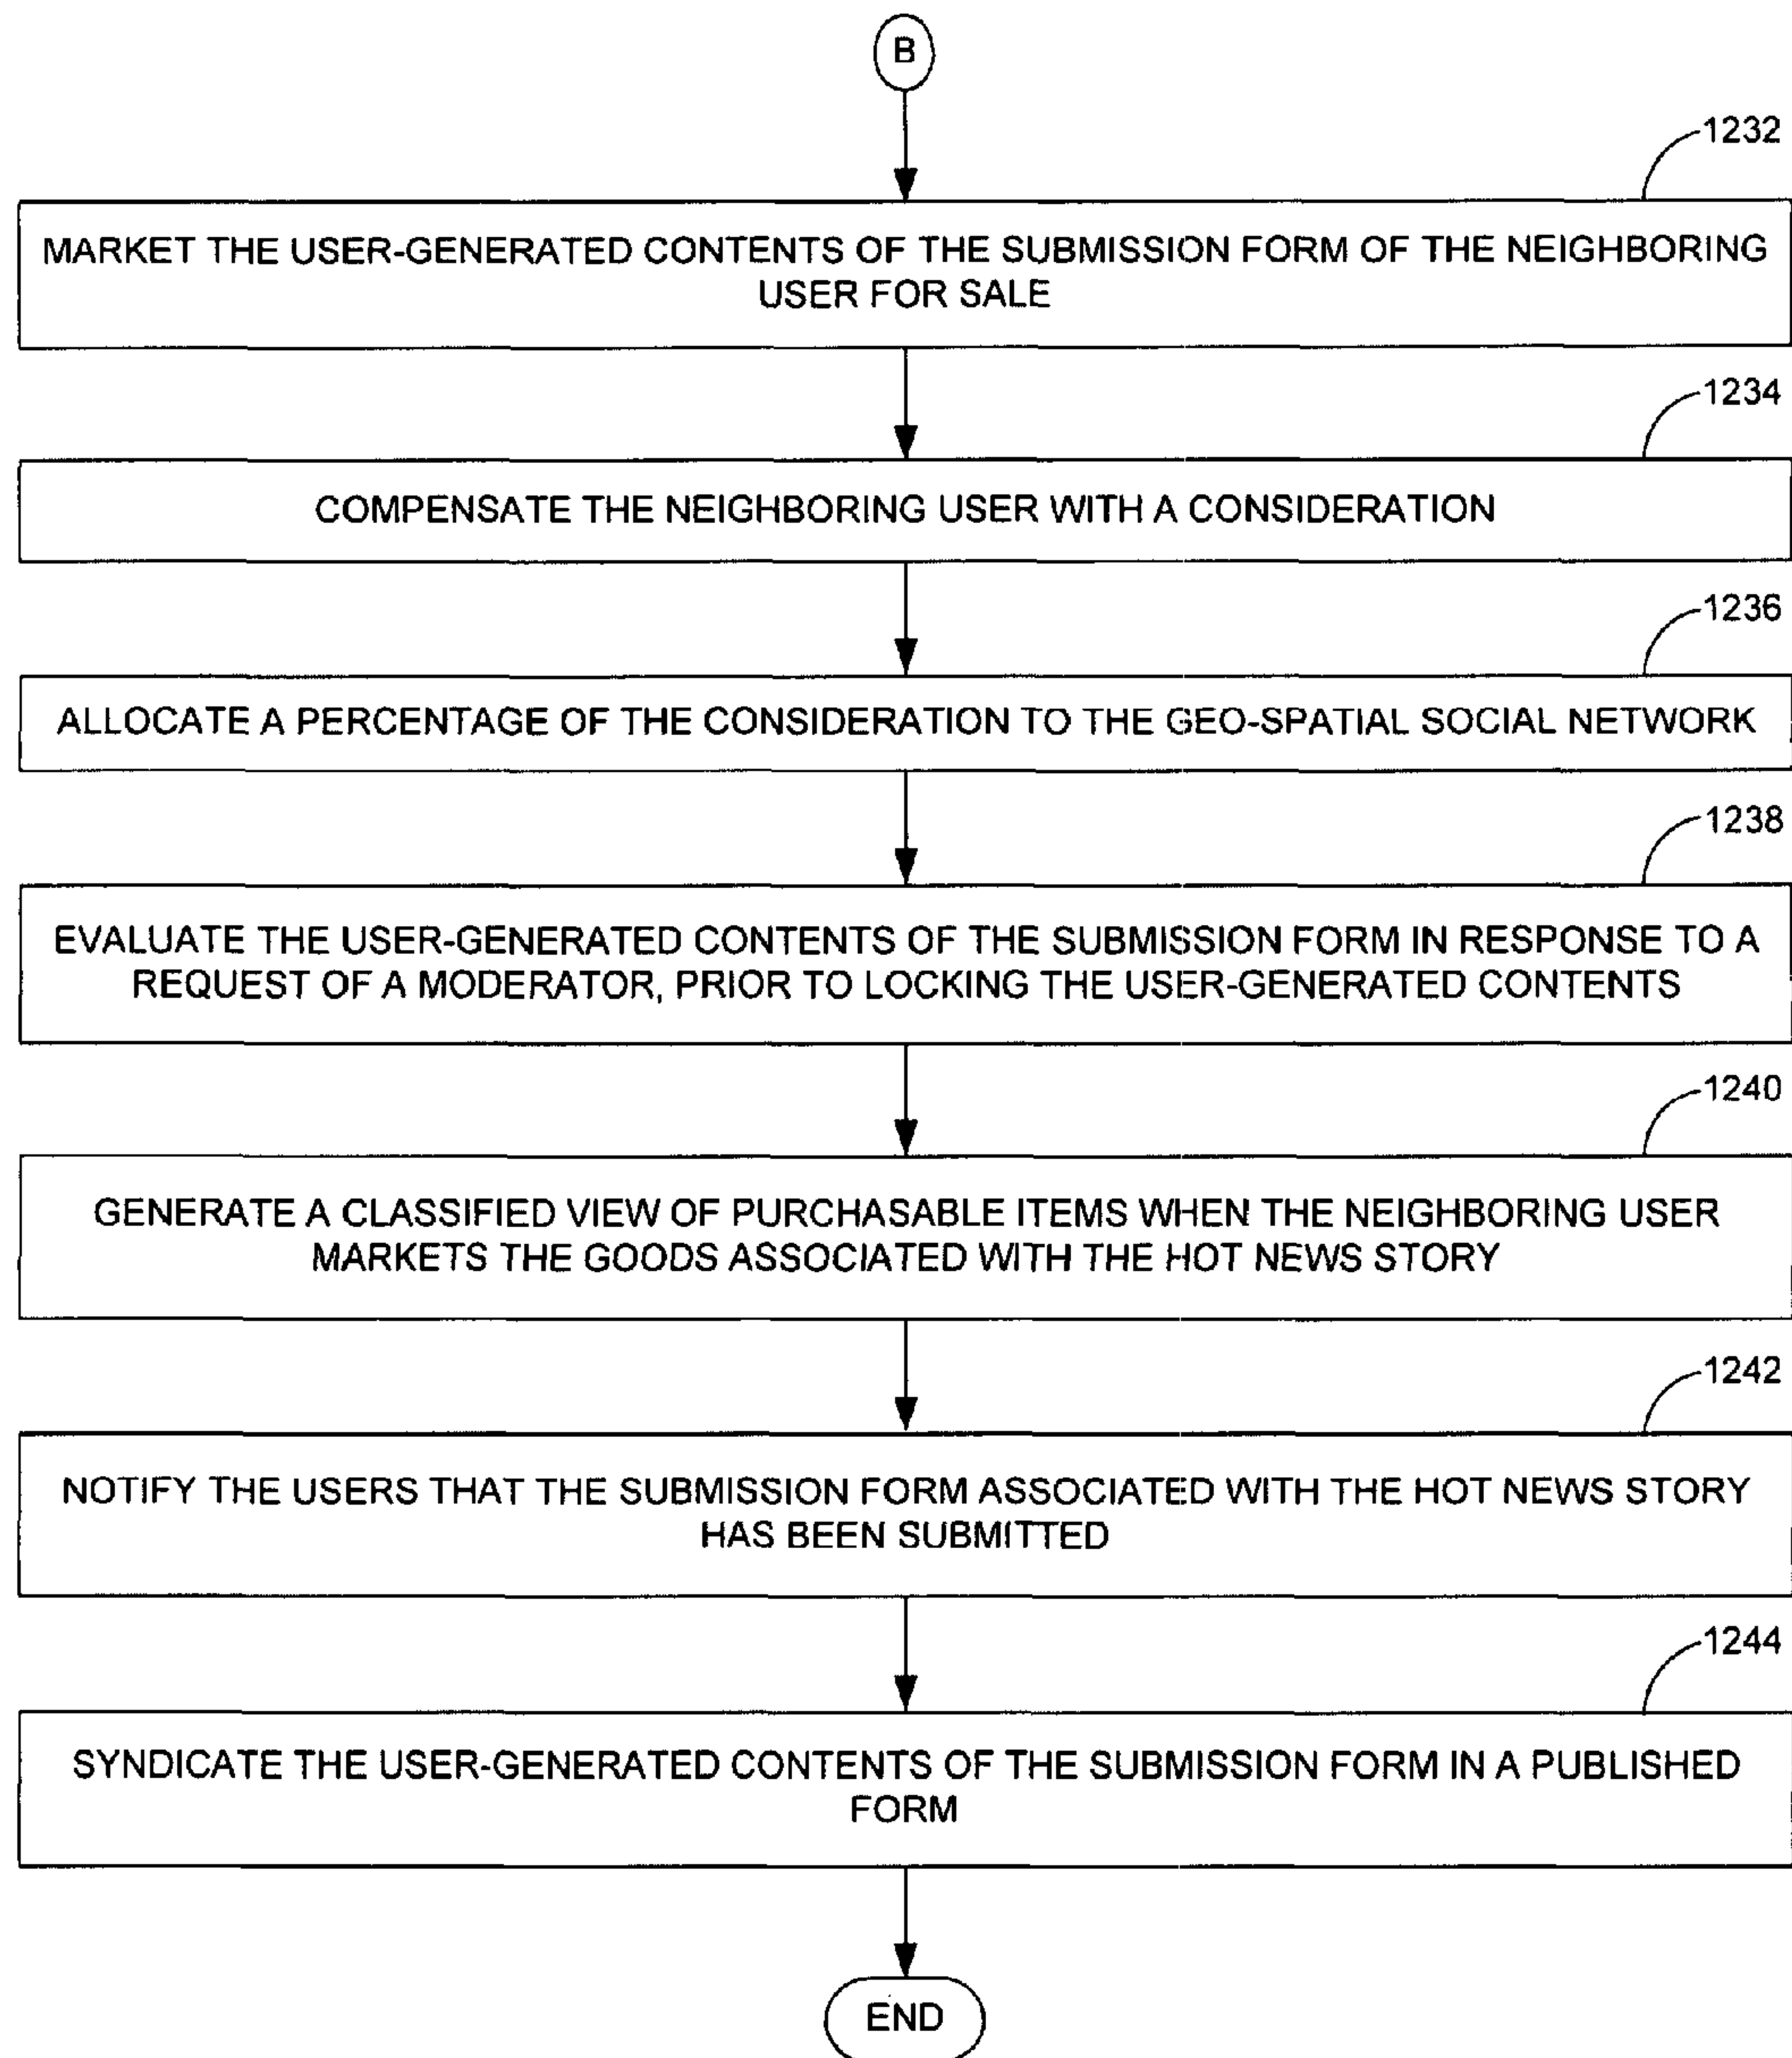 B
1232
MARKET THE USER-GENERATED CONTENTS OF THE SUBMISSION FORM OF THE NEIGHBORING
USER FOR SALE
1234
COMPENSATE THE NEIGHBORING USER WITH A CONSIDERATION
1236
ALLOCATE A PERCENTAGE OF THE CONSIDERATION TO THE GEO-SPATIAL SOCIAL NETWORK
1238
EVALUATE THE USER-GENERATED CONTENTS OF THE SUBMISSION FORM IN RESPONSE TO A
REQUEST OF A MODERATOR, PRIOR TO LOCKING THE USER-GENERATED CONTENTS
1240
GENERATE A CLASSIFIED VIEW OF PURCHASABLE ITEMS WHEN THE NEIGHBORING USER
MARKETS THE GOODS ASSOCIATED WITH THE HOT NEWS STORY
1242
NOTIFY THE USERS THAT THE SUBMISSION FORM ASSOCIATED WITH THE HOT NEWS STORY
HAS BEEN SUBMITTED
1244
SYNDICATE THE USER-GENERATED CONTENTS OF THE SUBMISSION FORM IN A PUBLISHED
FORM
END